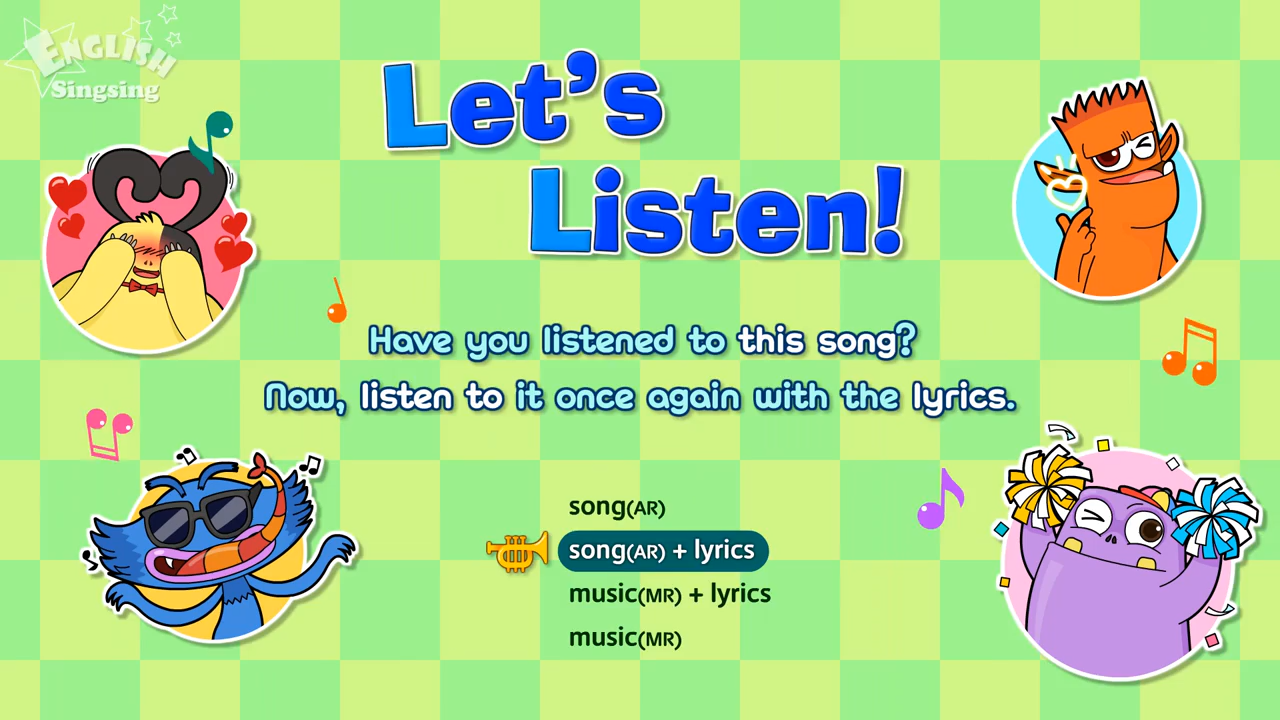 ENGLISH
Singsing
Let's
Listen!
Have you listened to this song?
Now, listen to it once again with the lyrics.
song(AR)
song(AR) + lyrics
music(MR) + lyrics
music(MR)